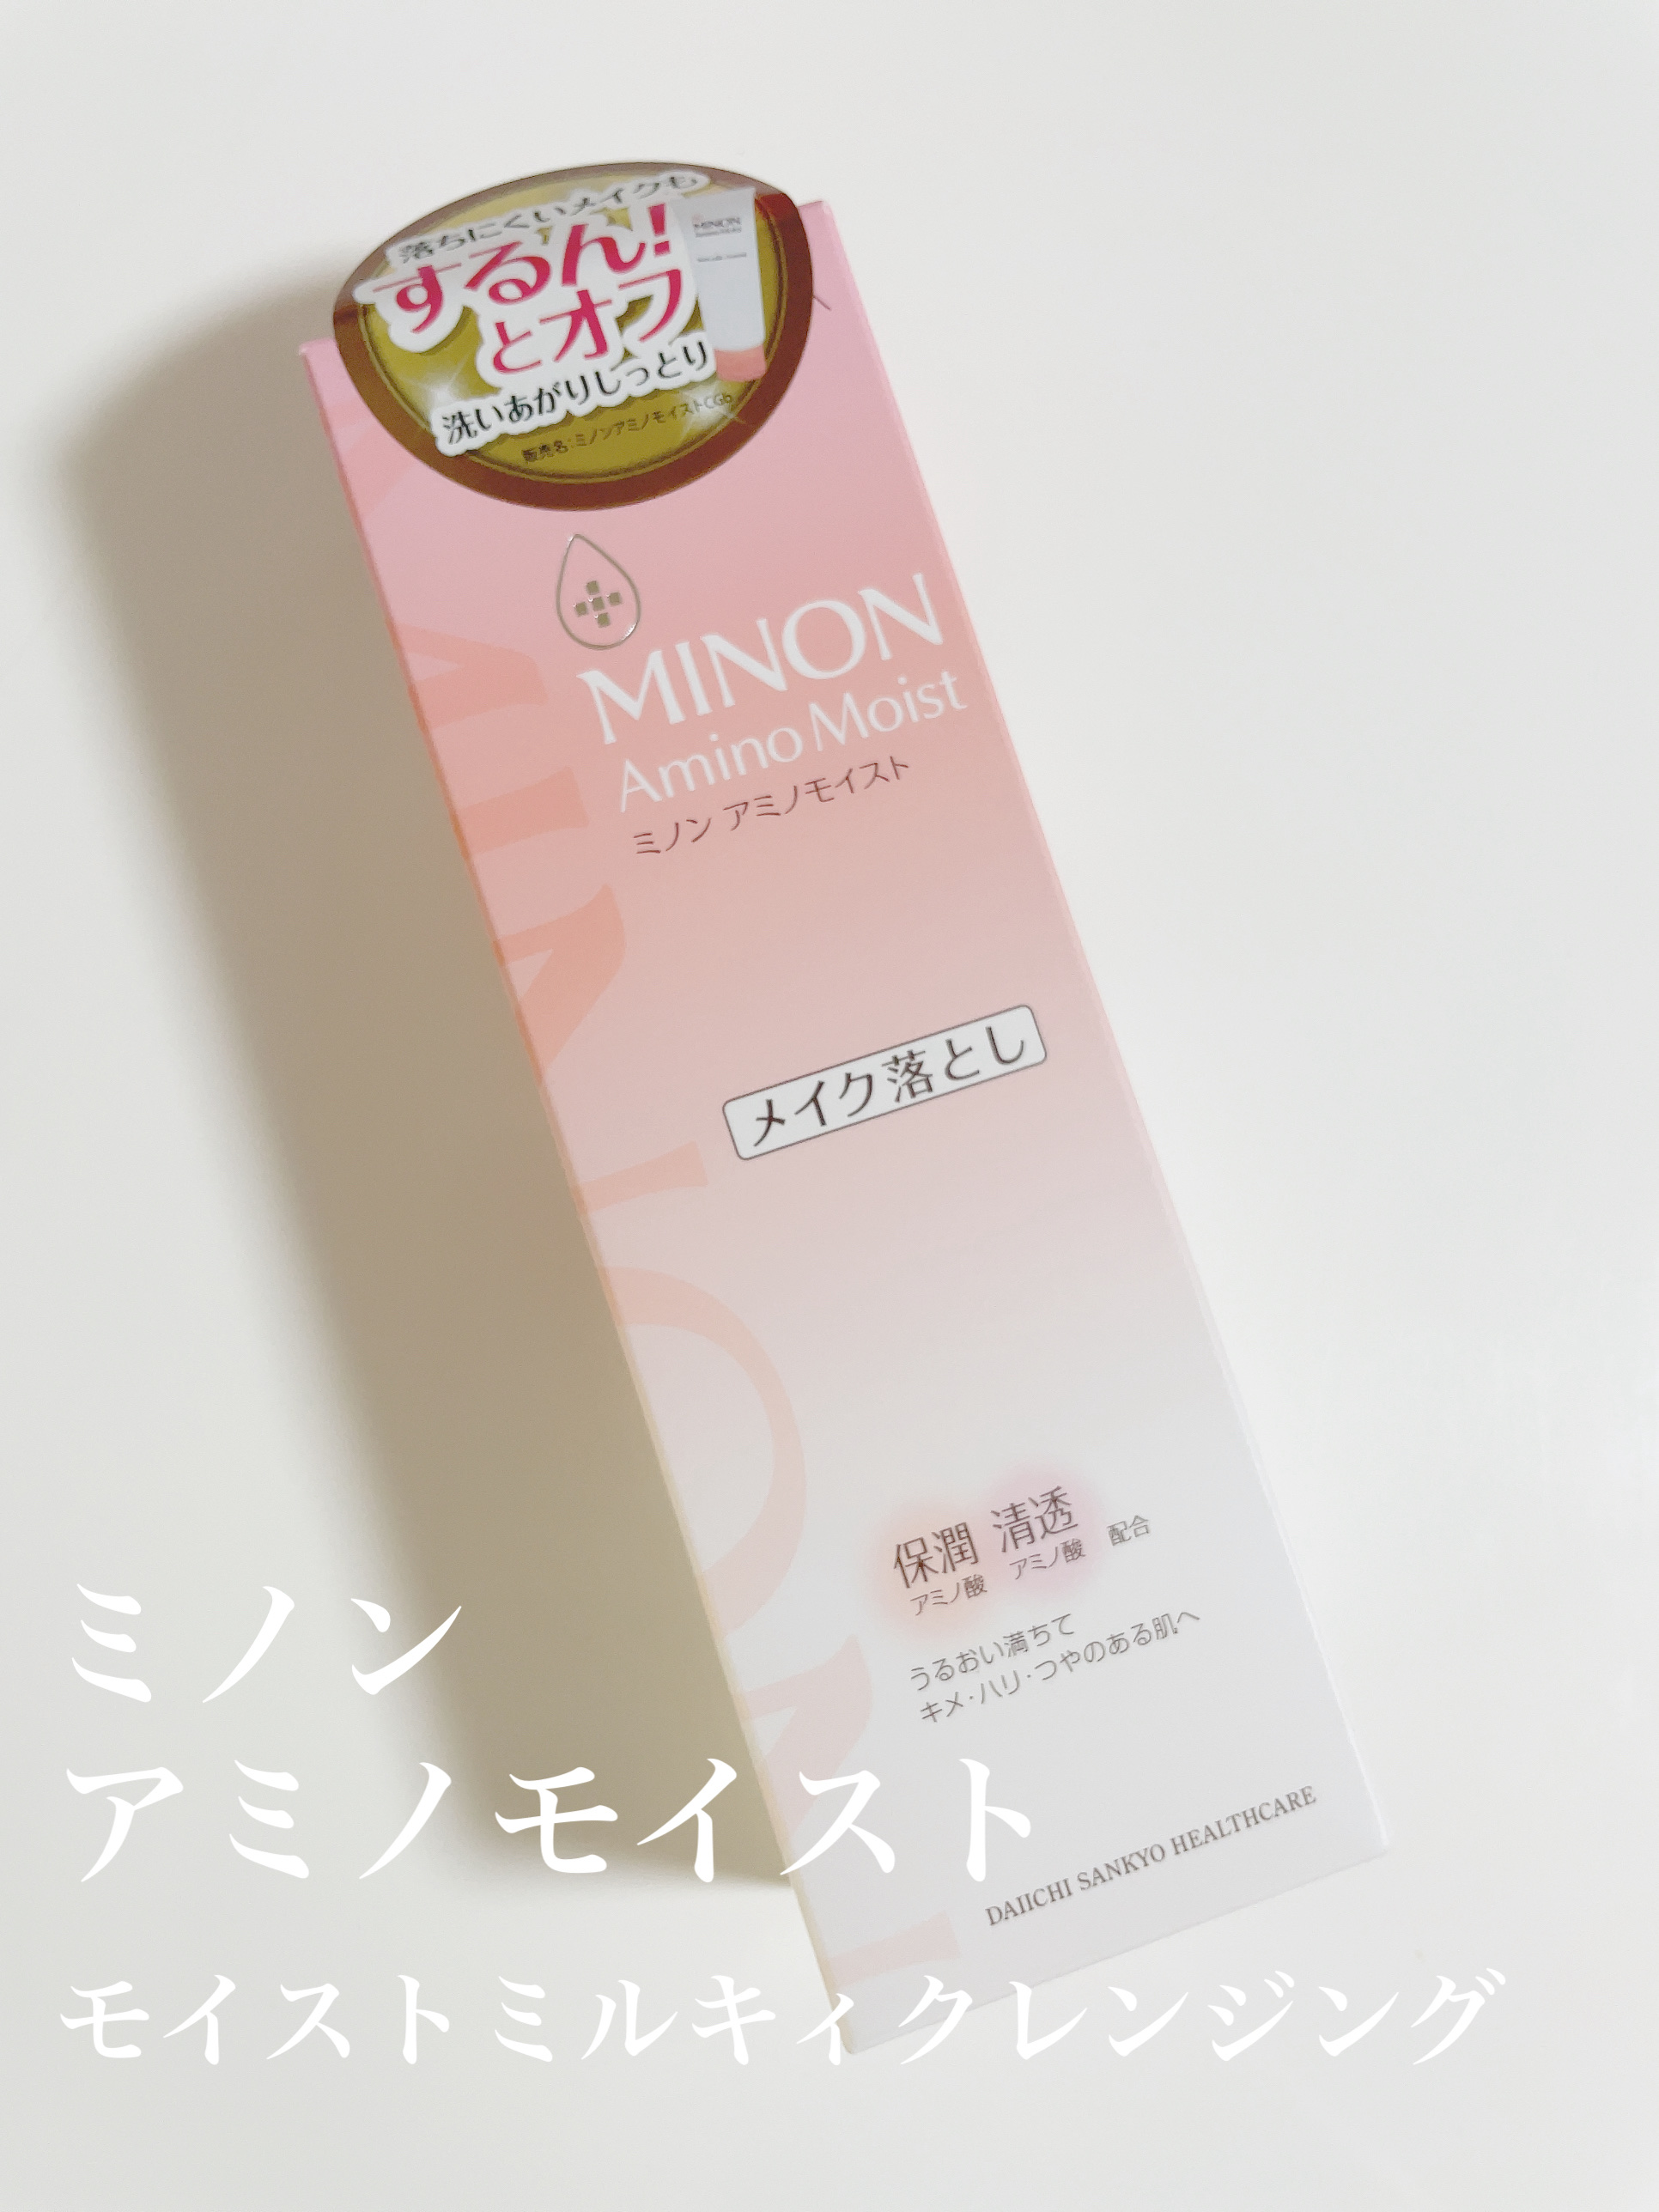 落ちにくいメイクも
するん!
とオフ
洗いあがりしっとり
販売名:ミノンアミノモイストCGb
MINON
MINON
Amino Moist
ミノン アミノモイスト
メイク落とし
保潤 清透
アミノ酸 アミノ酸 配合
うるおい満ちて
キメ・ハリ・つやのある肌へ
DAIICHI SANKYO HEALTHCARE
MINON
ミノン
アミノモイスト
モイストミルキィクレンジング